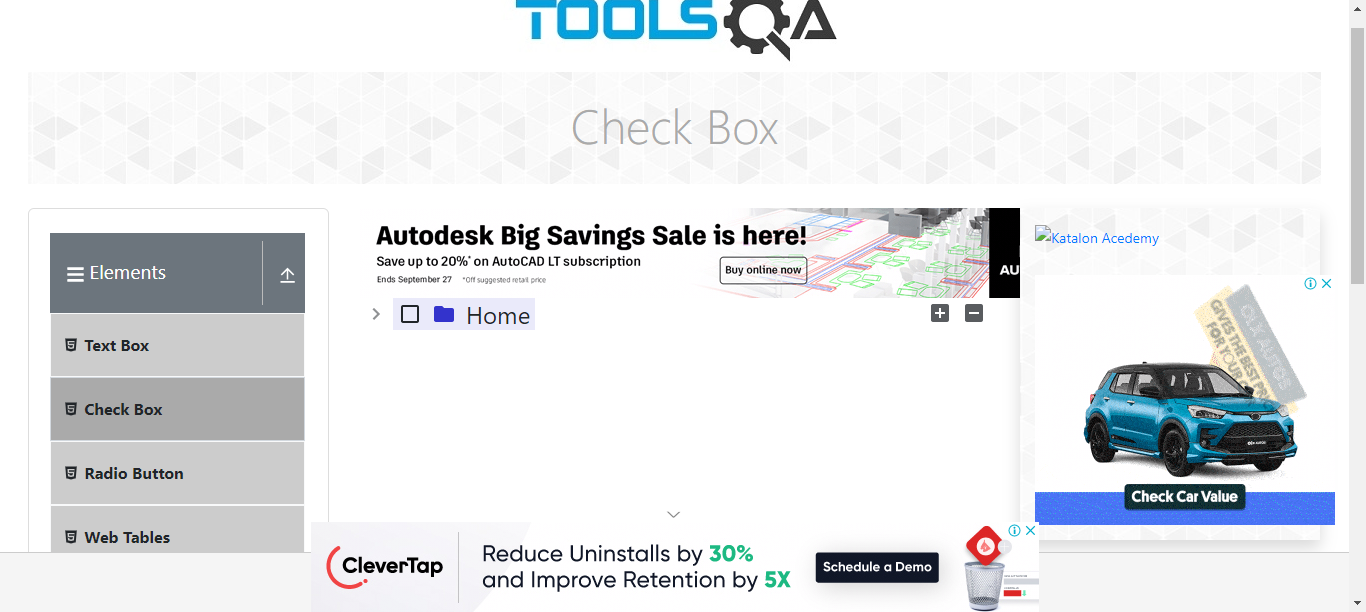 TOOLSQA
Check Box
Elements
Text Box
Check Box
Radio Button
Web Tables
Autodesk Big Savings Sale is here!
Save up to 20%* on AutoCAD LT subscription
Ends September 27 *Off suggested retail price
Buy online now
AU
Home
Katalon Acedemy
OLX AUTOS
GIVES THE BEST
FOR YOUR
Check Car Value
CleverTap
Reduce Uninstalls by 30%
and Improve Retention by 5X
Schedule a Demo